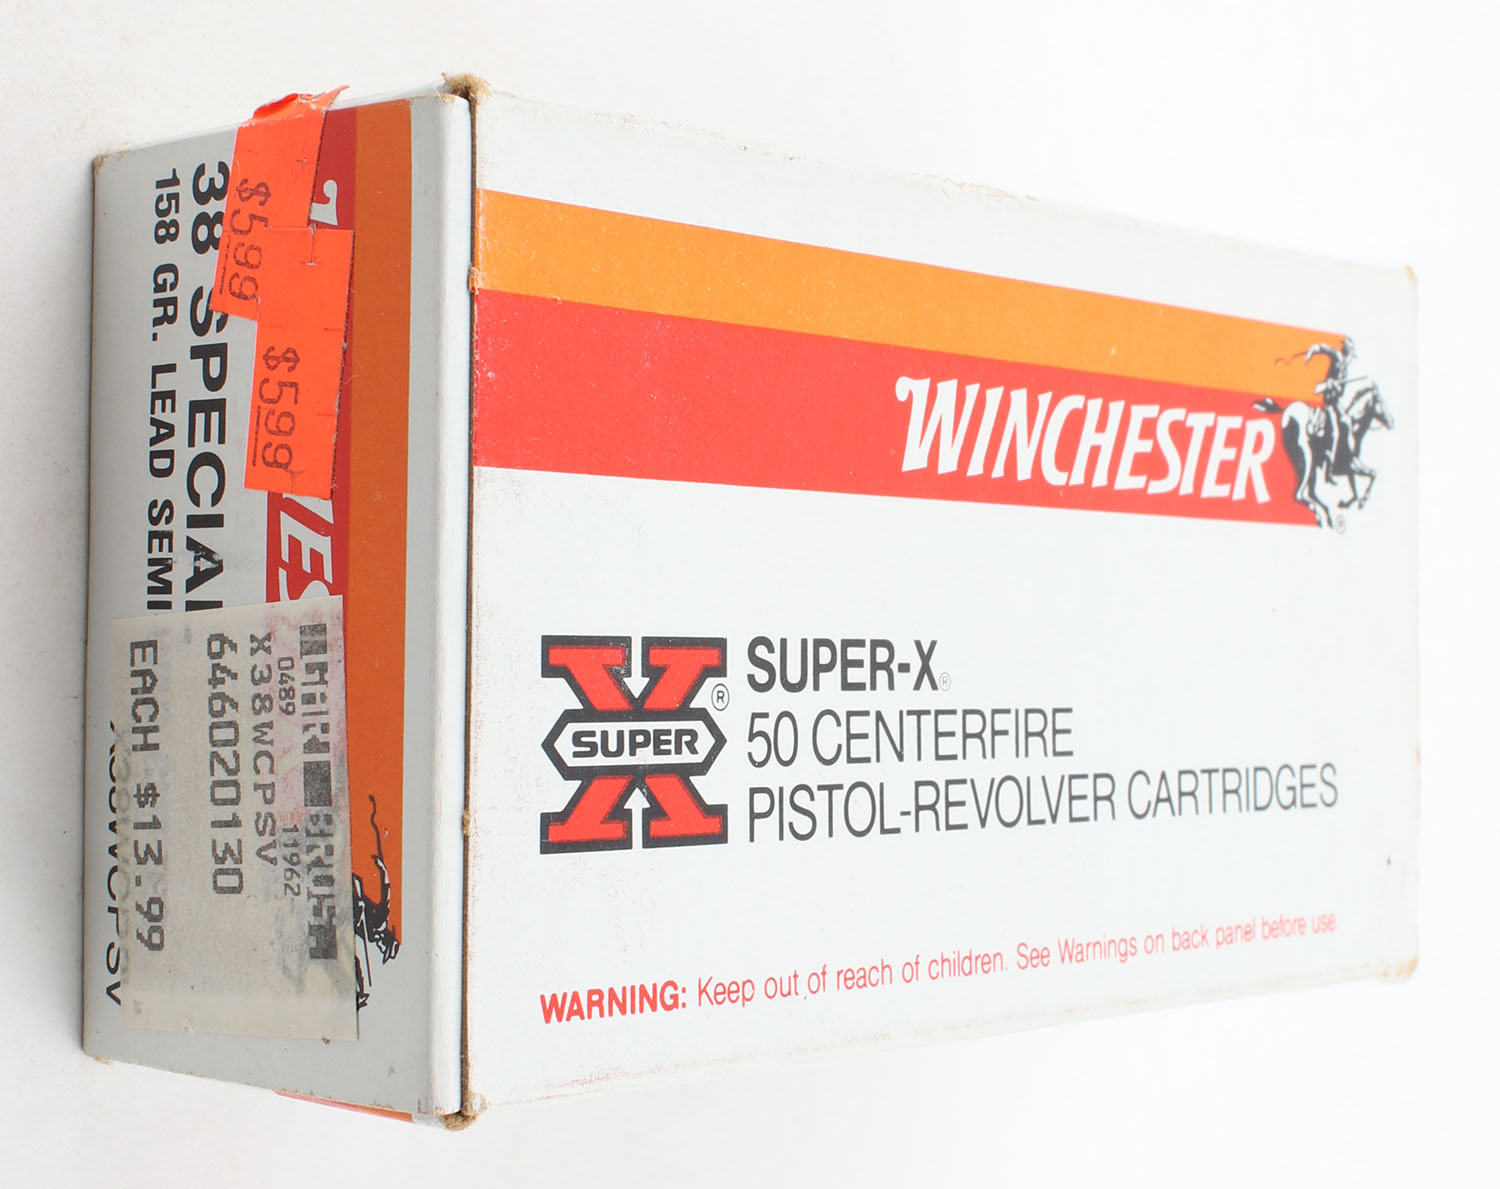 WINCHESTER
®
X
SUPER
®
SUPER-X®
50 CENTERFIRE
PISTOL-REVOLVER CARTRIDGES
WARNING: Keep out of reach of children. See Warnings on back panel before use.
$5.99
$5.99
38 SPECIAL
158 GR. LEAD SEMI
0489 11962
X38WCPSV
646020130
EACH $13.99